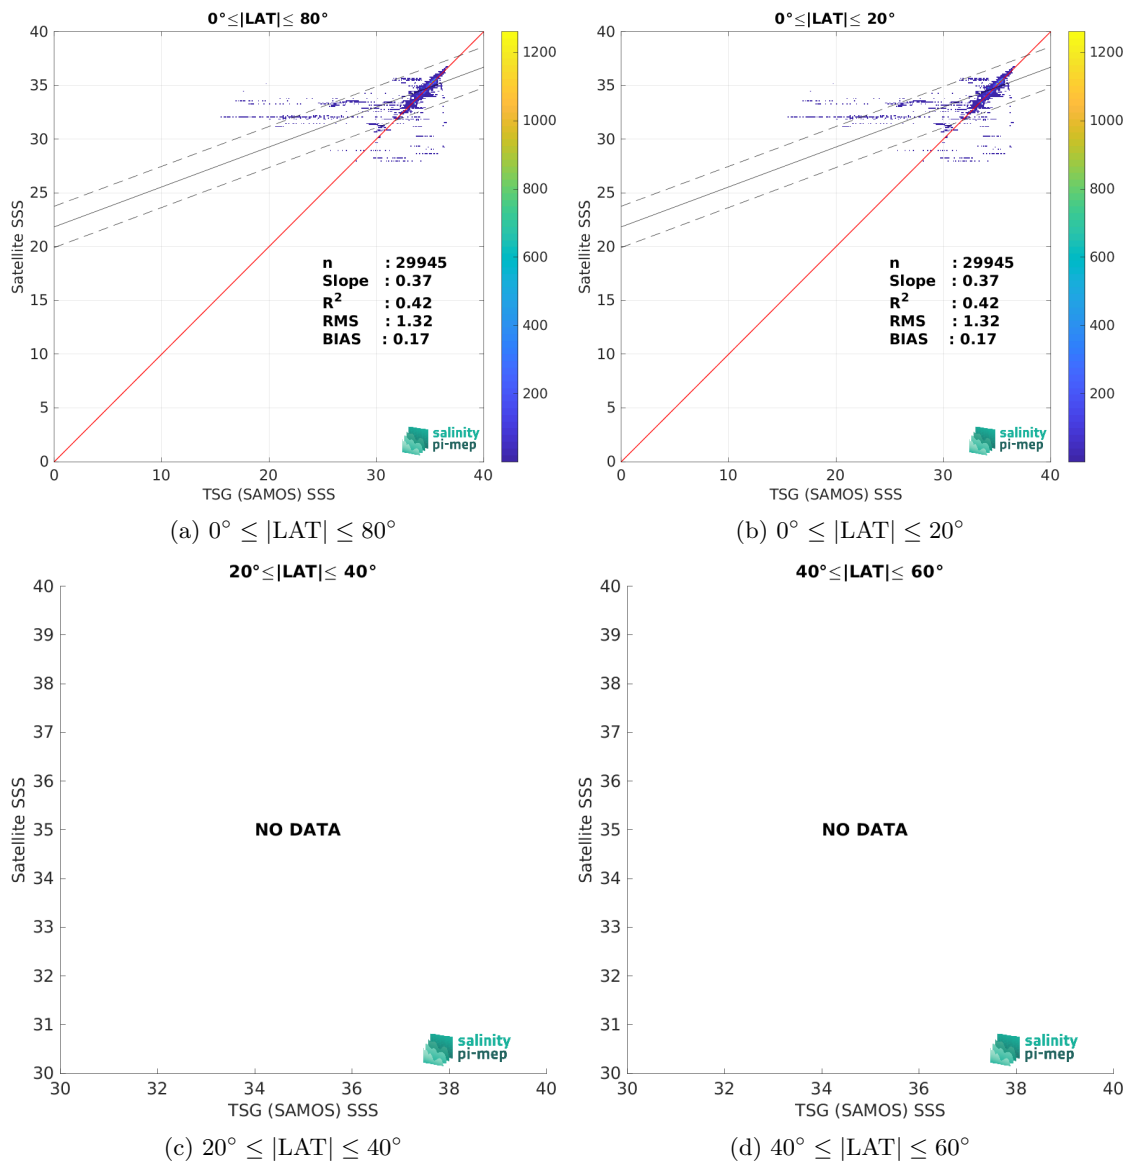 0°≤|LAT|≤ 80°
40
35
30
25
20
15
10
5
0
Satellite SSS
n : 29945
Slope : 0.37
R² : 0.42
RMS : 1.32
BIAS : 0.17
salinity
pi-mep
0 10 20 30 40
TSG (SAMOS) SSS
1200
1000
800
600
400
200
(a) 0° ≤ |LAT| ≤ 80°
0°≤|LAT|≤ 20°
40
35
30
25
20
15
10
5
0
Satellite SSS
n : 29945
Slope : 0.37
R² : 0.42
RMS : 1.32
BIAS : 0.17
salinity
pi-mep
0 10 20 30 40
TSG (SAMOS) SSS
1200
1000
800
600
400
200
(b) 0° ≤ |LAT| ≤ 20°
20°≤|LAT|≤ 40°
40
39
38
37
36
35
34
33
32
31
30
Satellite SSS
NO DATA
salinity
pi-mep
30 32 34 36 38 40
TSG (SAMOS) SSS
(c) 20° ≤ |LAT| ≤ 40°
40°≤|LAT|≤ 60°
40
39
38
37
36
35
34
33
32
31
30
Satellite SSS
NO DATA
salinity
pi-mep
30 32 34 36 38 40
TSG (SAMOS) SSS
(d) 40° ≤ |LAT| ≤ 60°